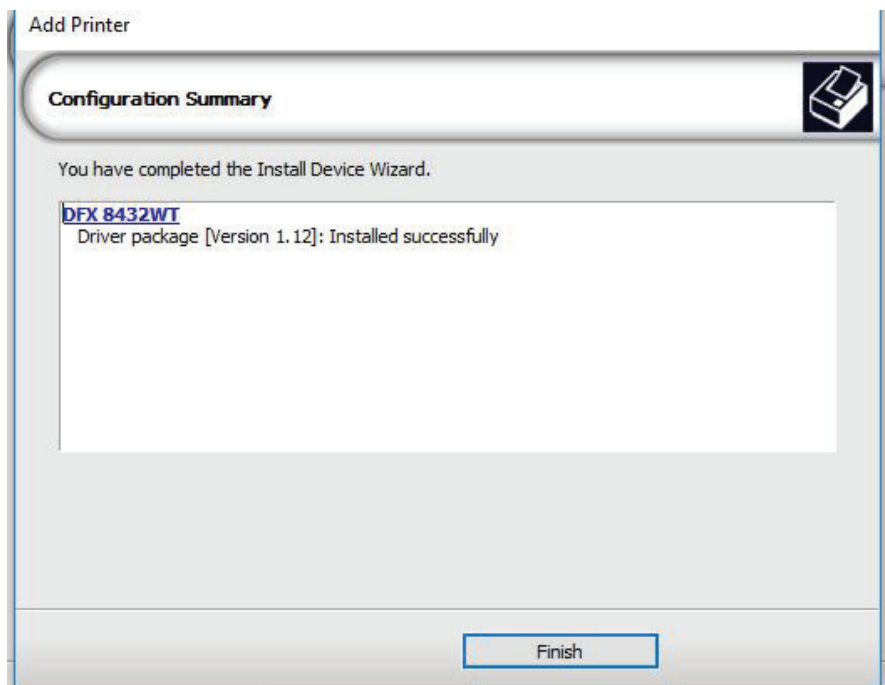 Add Printer
Configuration Summary
You have completed the Install Device Wizard.
DFX 8432WT
Driver package [Version 1.12]: Installed successfully
Finish